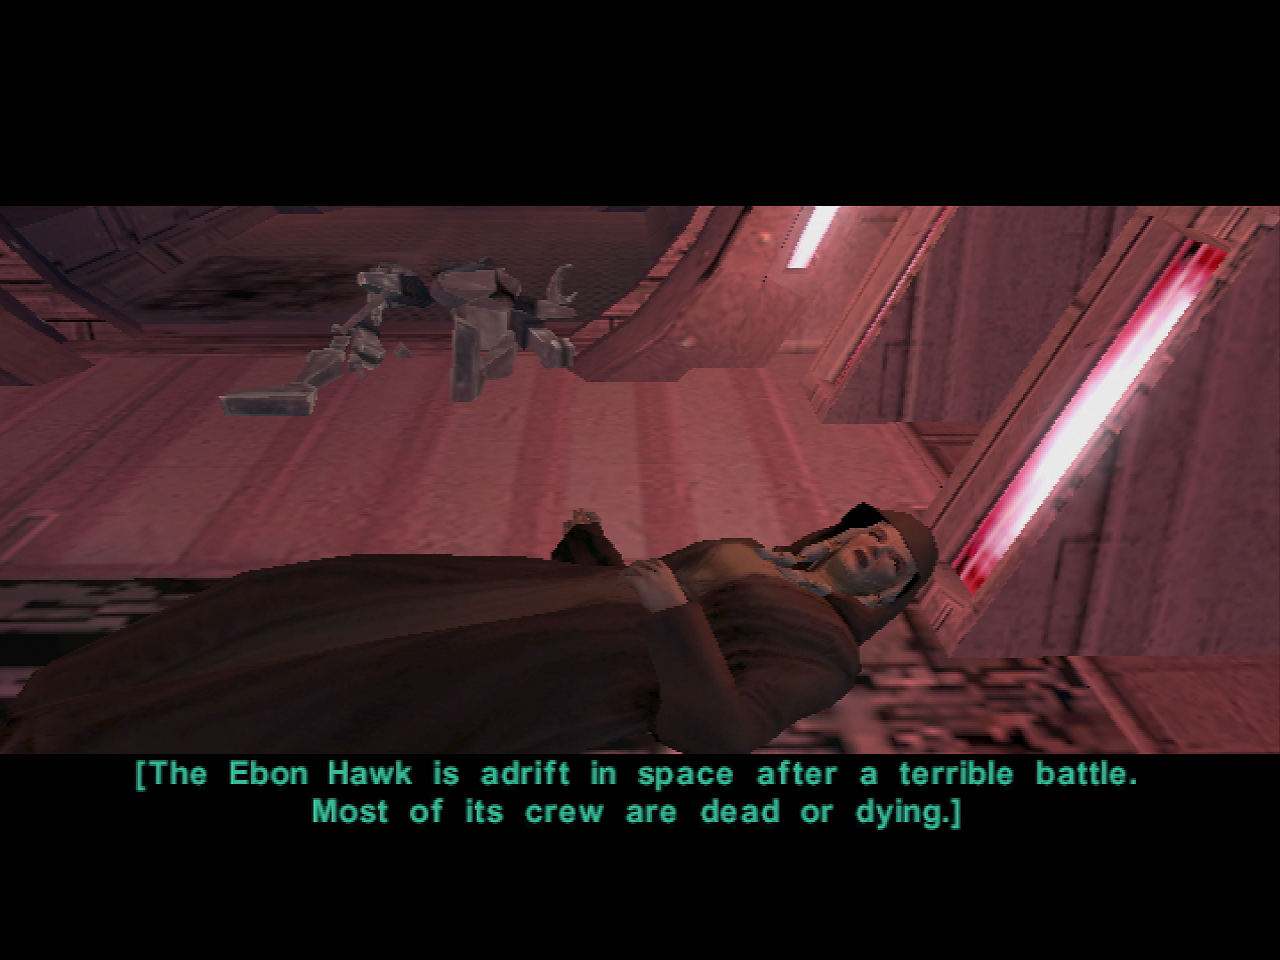 [The Ebon Hawk is adrift in space after a terrible battle.
Most of its crew are dead or dying.]